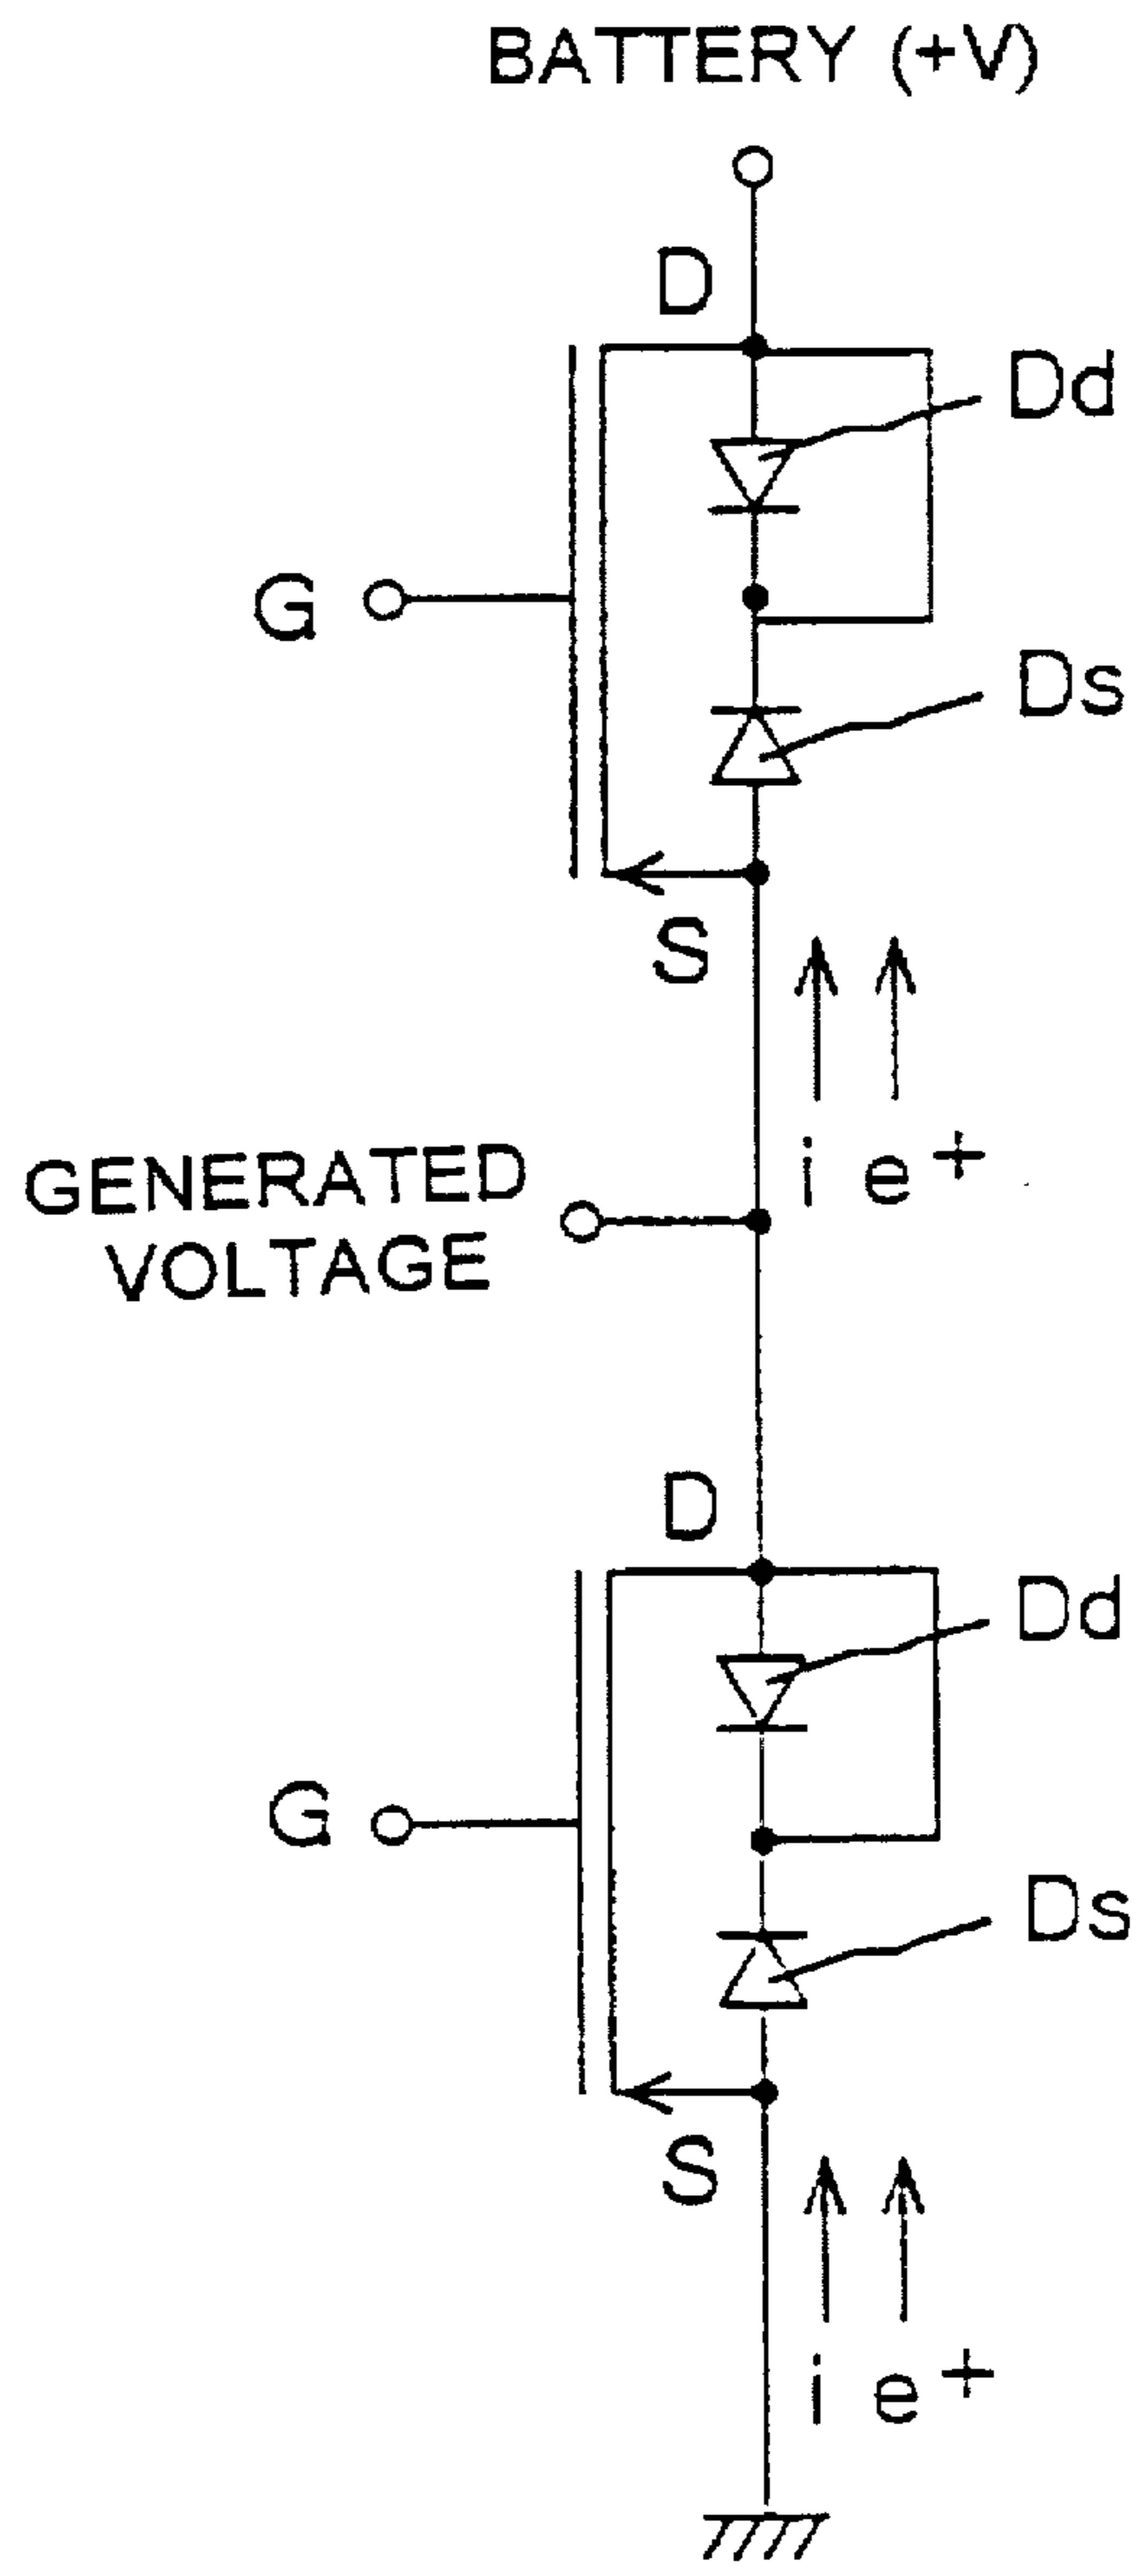 BATTERY (+V)
D
Dd
G
Ds
S
i e+
GENERATED
VOLTAGE
D
Dd
G
Ds
S
i e+